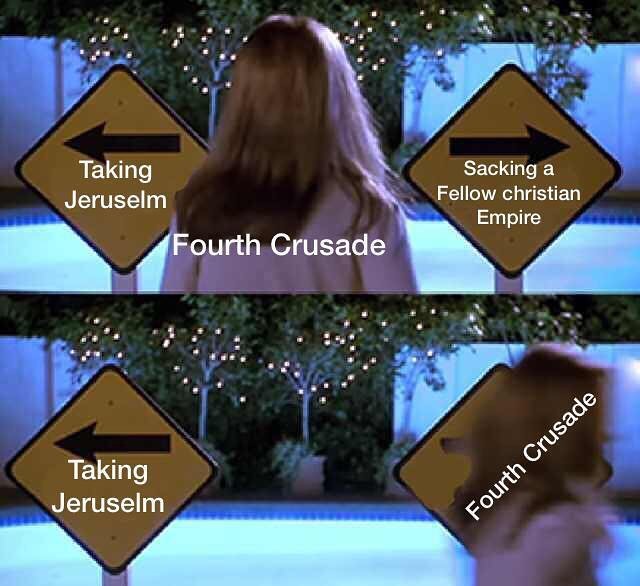 Taking
Jeruselm
Fourth Crusade
Sacking a
Fellow christian
Empire
Taking
Jeruselm
Fourth Crusade